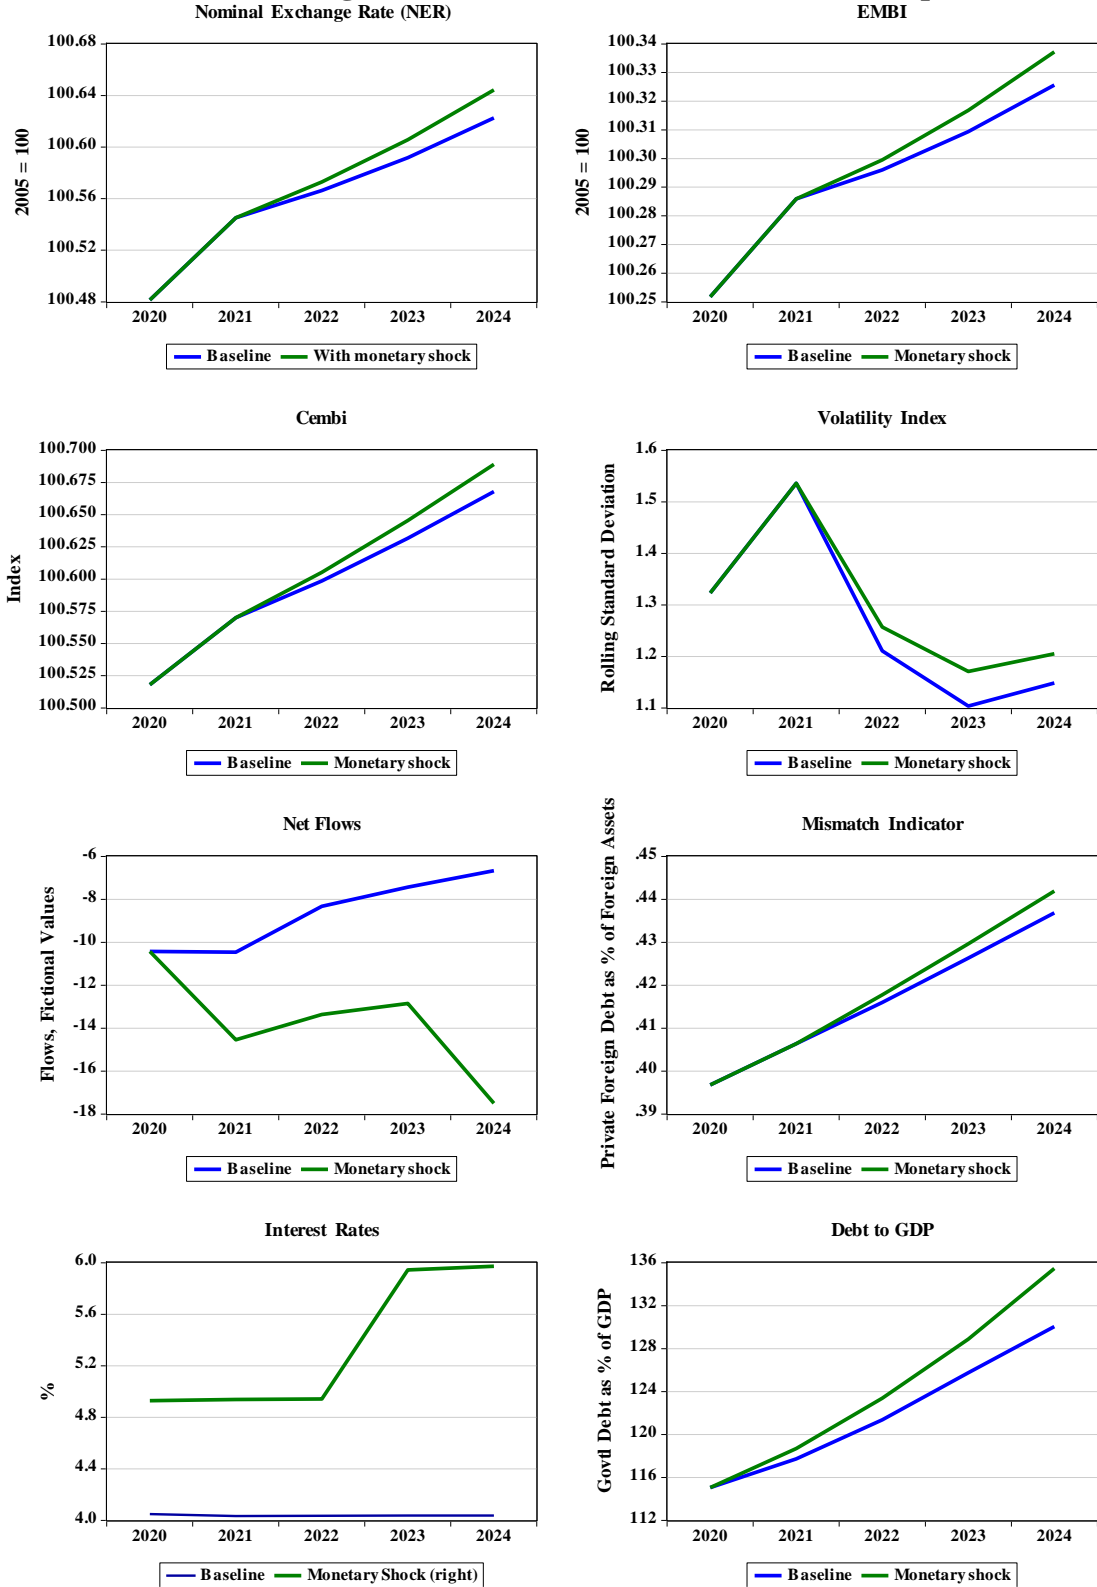 Nominal Exchange Rate (NER)
2005 = 100
100.68
100.64
100.60
100.56
100.52
100.48
2020 2021 2022 2023 2024
Baseline With monetary shock
EMBI
2005 = 100
100.34
100.33
100.32
100.31
100.30
100.29
100.28
100.27
100.26
100.25
2020 2021 2022 2023 2024
Baseline Monetary shock
Cembi
Index
100.700
100.675
100.650
100.625
100.600
100.575
100.550
100.525
100.500
2020 2021 2022 2023 2024
Baseline Monetary shock
Volatility Index
Rolling Standard Deviation
1.6
1.5
1.4
1.3
1.2
1.1
2020 2021 2022 2023 2024
Baseline Monetary shock
Net Flows
Flows, Fictional Values
-6
-8
-10
-12
-14
-16
-18
2020 2021 2022 2023 2024
Baseline Monetary shock
Mismatch Indicator
Private Foreign Debt as % of Foreign Assets
.45
.44
.43
.42
.41
.40
.39
2020 2021 2022 2023 2024
Baseline Monetary shock
Interest Rates
%
6.0
5.6
5.2
4.8
4.4
4.0
2020 2021 2022 2023 2024
Baseline Monetary Shock (right)
Debt to GDP
Govtl Debt as % of GDP
136
132
128
124
120
116
112
2020 2021 2022 2023 2024
Baseline Monetary shock